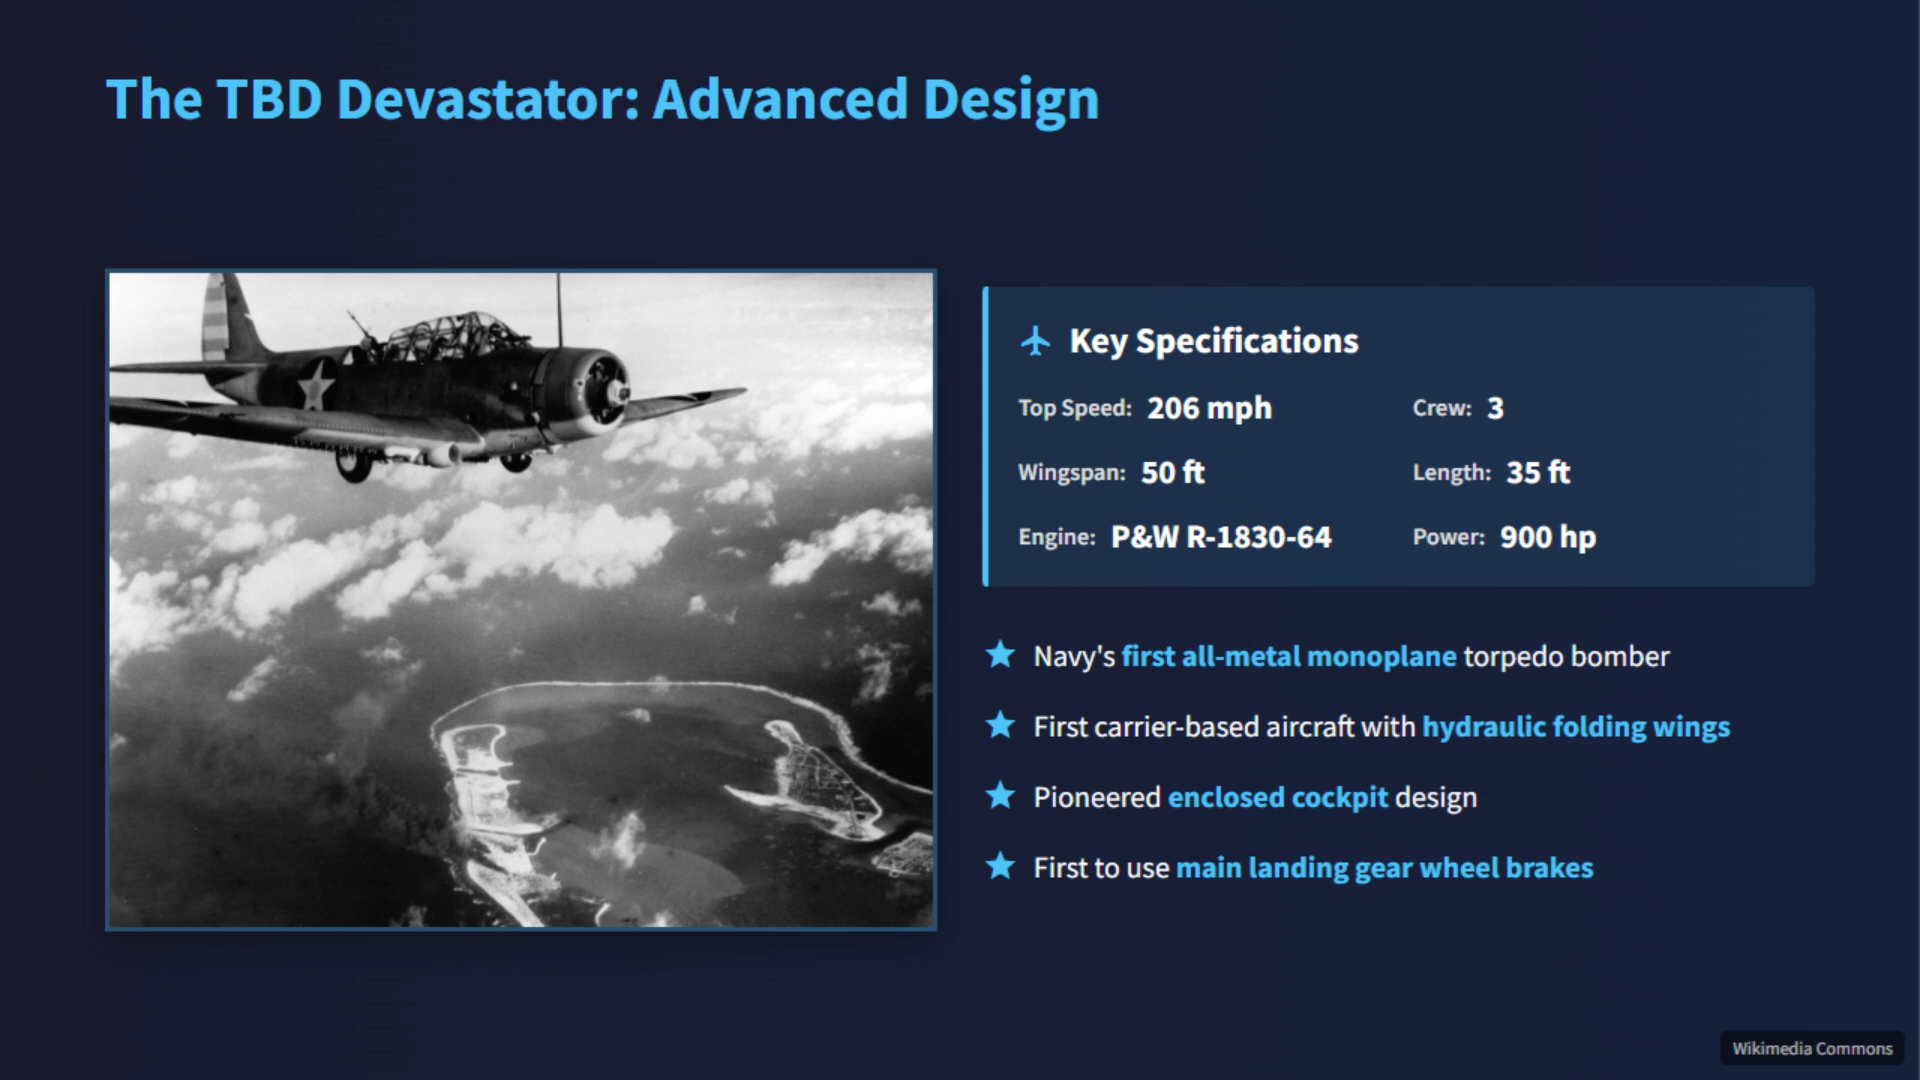 The TBD Devastator: Advanced Design
Key Specifications
Top Speed: 206 mph
Crew: 3
Wingspan: 50 ft
Length: 35 ft
Engine: P&W R-1830-64
Power: 900 hp
Navy's first all-metal monoplane torpedo bomber
First carrier-based aircraft with hydraulic folding wings
Pioneered enclosed cockpit design
First to use main landing gear wheel brakes
Wikimedia Commons